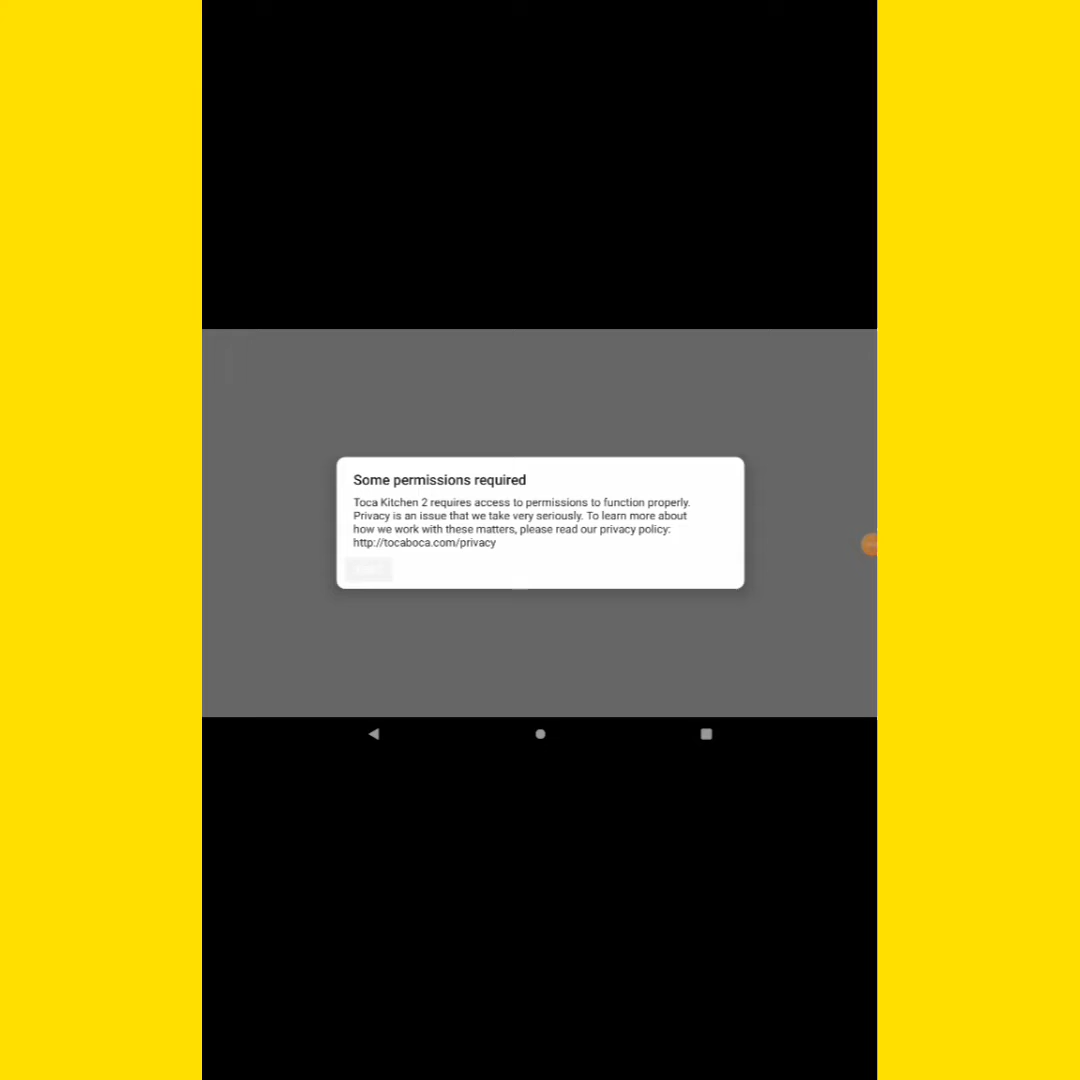 Some permissions required
Toca Kitchen 2 requires access to permissions to function properly.
Privacy is an issue that we take very seriously. To learn more about
how we work with these matters, please read our privacy policy:
http://tocaboca.com/privacy